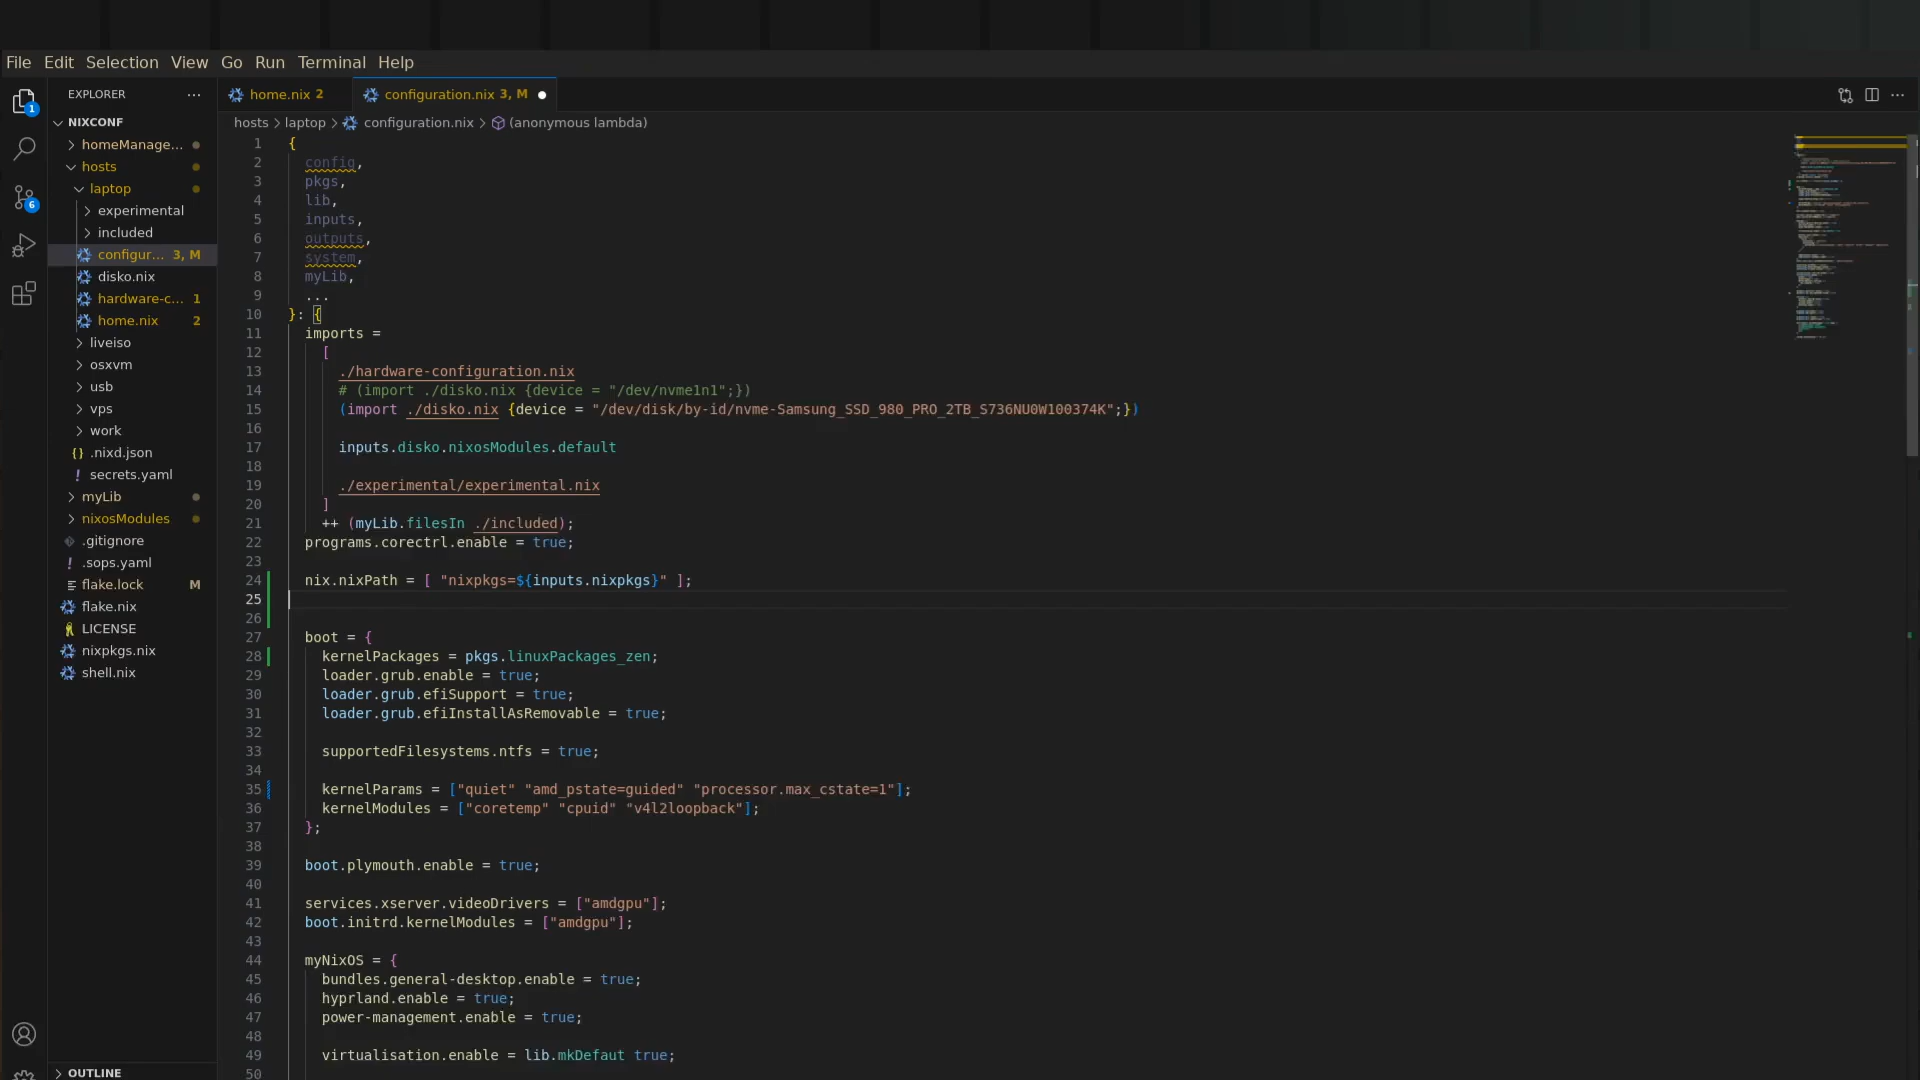 File Edit Selection View Go Run Terminal Help
EXPLORER ...
home.nix 2
configuration.nix 3, M
NIXCONF
hosts > laptop > configuration.nix > (anonymous lambda)
homeManage...
hosts
laptop
experimental
included
configur... 3, M
disko.nix
hardware-c... 1
home.nix 2
liveiso
osxvm
usb
vps
work
{} .nixd.json
! secrets.yaml
myLib
nixosModules
.gitignore
! .sops.yaml
flake.lock M
flake.nix
LICENSE
nixpkgs.nix
shell.nix
OUTLINE
1
6
1 {
2 config,
3 pkgs,
4 lib,
5 inputs,
6 outputs,
7 system,
8 myLib,
9 ...
10 }: {
11 imports =
12 [
13 ./hardware-configuration.nix
14 # (import ./disko.nix {device = "/dev/nvme1n1";})
15 (import ./disko.nix {device = "/dev/disk/by-id/nvme-Samsung_SSD_980_PRO_2TB_S736NU0W100374K";})
16
17 inputs.disko.nixosModules.default
18
19 ./experimental/experimental.nix
20 ]
21 ++ (myLib.filesIn ./included);
22 programs.corectrl.enable = true;
23
24 nix.nixPath = [ "nixpkgs=${inputs.nixpkgs}" ];
25
26
27 boot = {
28 kernelPackages = pkgs.linuxPackages_zen;
29 loader.grub.enable = true;
30 loader.grub.efiSupport = true;
31 loader.grub.efiInstallAsRemovable = true;
32
33 supportedFilesystems.ntfs = true;
34
35 kernelParams = ["quiet" "amd_pstate=guided" "processor.max_cstate=1"];
36 kernelModules = ["coretemp" "cpuid" "v4l2loopback"];
37 };
38
39 boot.plymouth.enable = true;
40
41 services.xserver.videoDrivers = ["amdgpu"];
42 boot.initrd.kernelModules = ["amdgpu"];
43
44 myNixOS = {
45 bundles.general-desktop.enable = true;
46 hyprland.enable = true;
47 power-management.enable = true;
48
49 virtualisation.enable = lib.mkDefaut true;
50